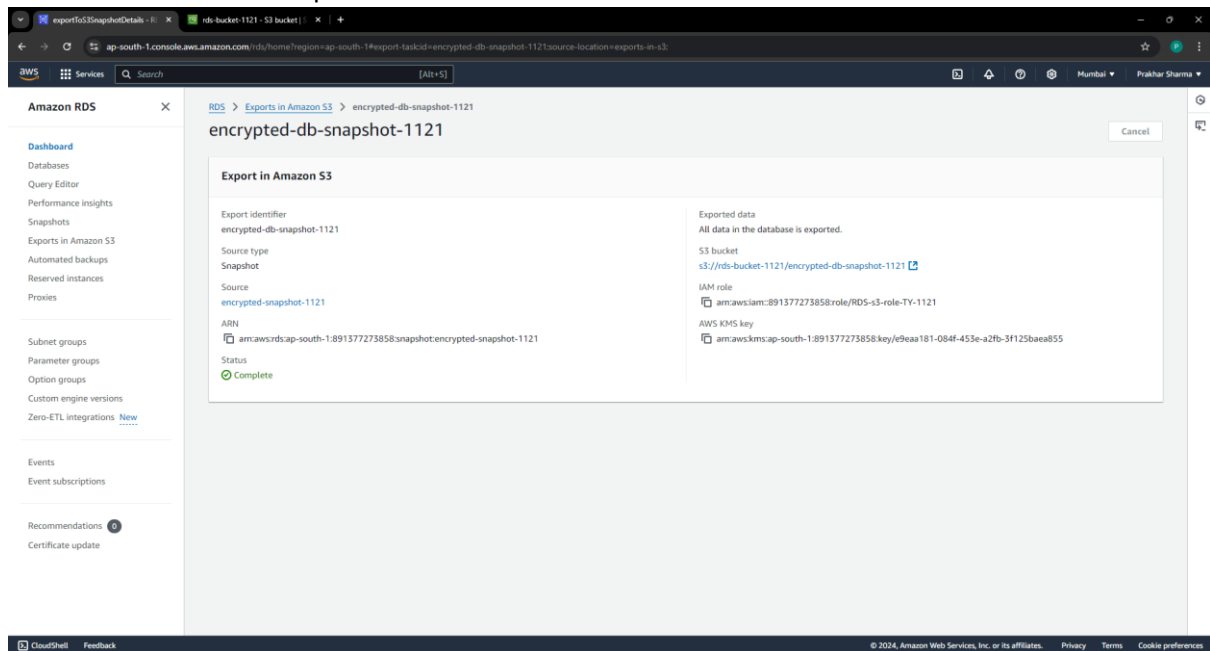 exportToS3SnapshotDetails - R
rds-bucket-1121 - S3 bucket | S
ap-south-1.console.aws.amazon.com/rds/home?region=ap-south-1#export-taskid=encrypted-db-snapshot-1121;source-location=exports-in-s3;
aws Services Search [Alt+S] Mumbai Prakhar Sharma
Amazon RDS
Dashboard
Databases
Query Editor
Performance insights
Snapshots
Exports in Amazon S3
Automated backups
Reserved instances
Proxies
Subnet groups
Parameter groups
Option groups
Custom engine versions
Zero-ETL integrations New
Events
Event subscriptions
Recommendations 0
Certificate update
RDS > Exports in Amazon S3 > encrypted-db-snapshot-1121
encrypted-db-snapshot-1121
Cancel
Export in Amazon S3
Export identifier
encrypted-db-snapshot-1121
Source type
Snapshot
Source
encrypted-snapshot-1121
ARN
arn:aws:rds:ap-south-1:891377273858:snapshot:encrypted-snapshot-1121
Status
Complete
Exported data
All data in the database is exported.
S3 bucket
s3://rds-bucket-1121/encrypted-db-snapshot-1121
IAM role
arn:aws:iam::891377273858:role/RDS-s3-role-TY-1121
AWS KMS key
arn:aws:kms:ap-south-1:891377273858:key/e9eaa181-084f-453e-a2fb-3f125baea855
CloudShell Feedback © 2024, Amazon Web Services, Inc. or its affiliates. Privacy Terms Cookie preferences